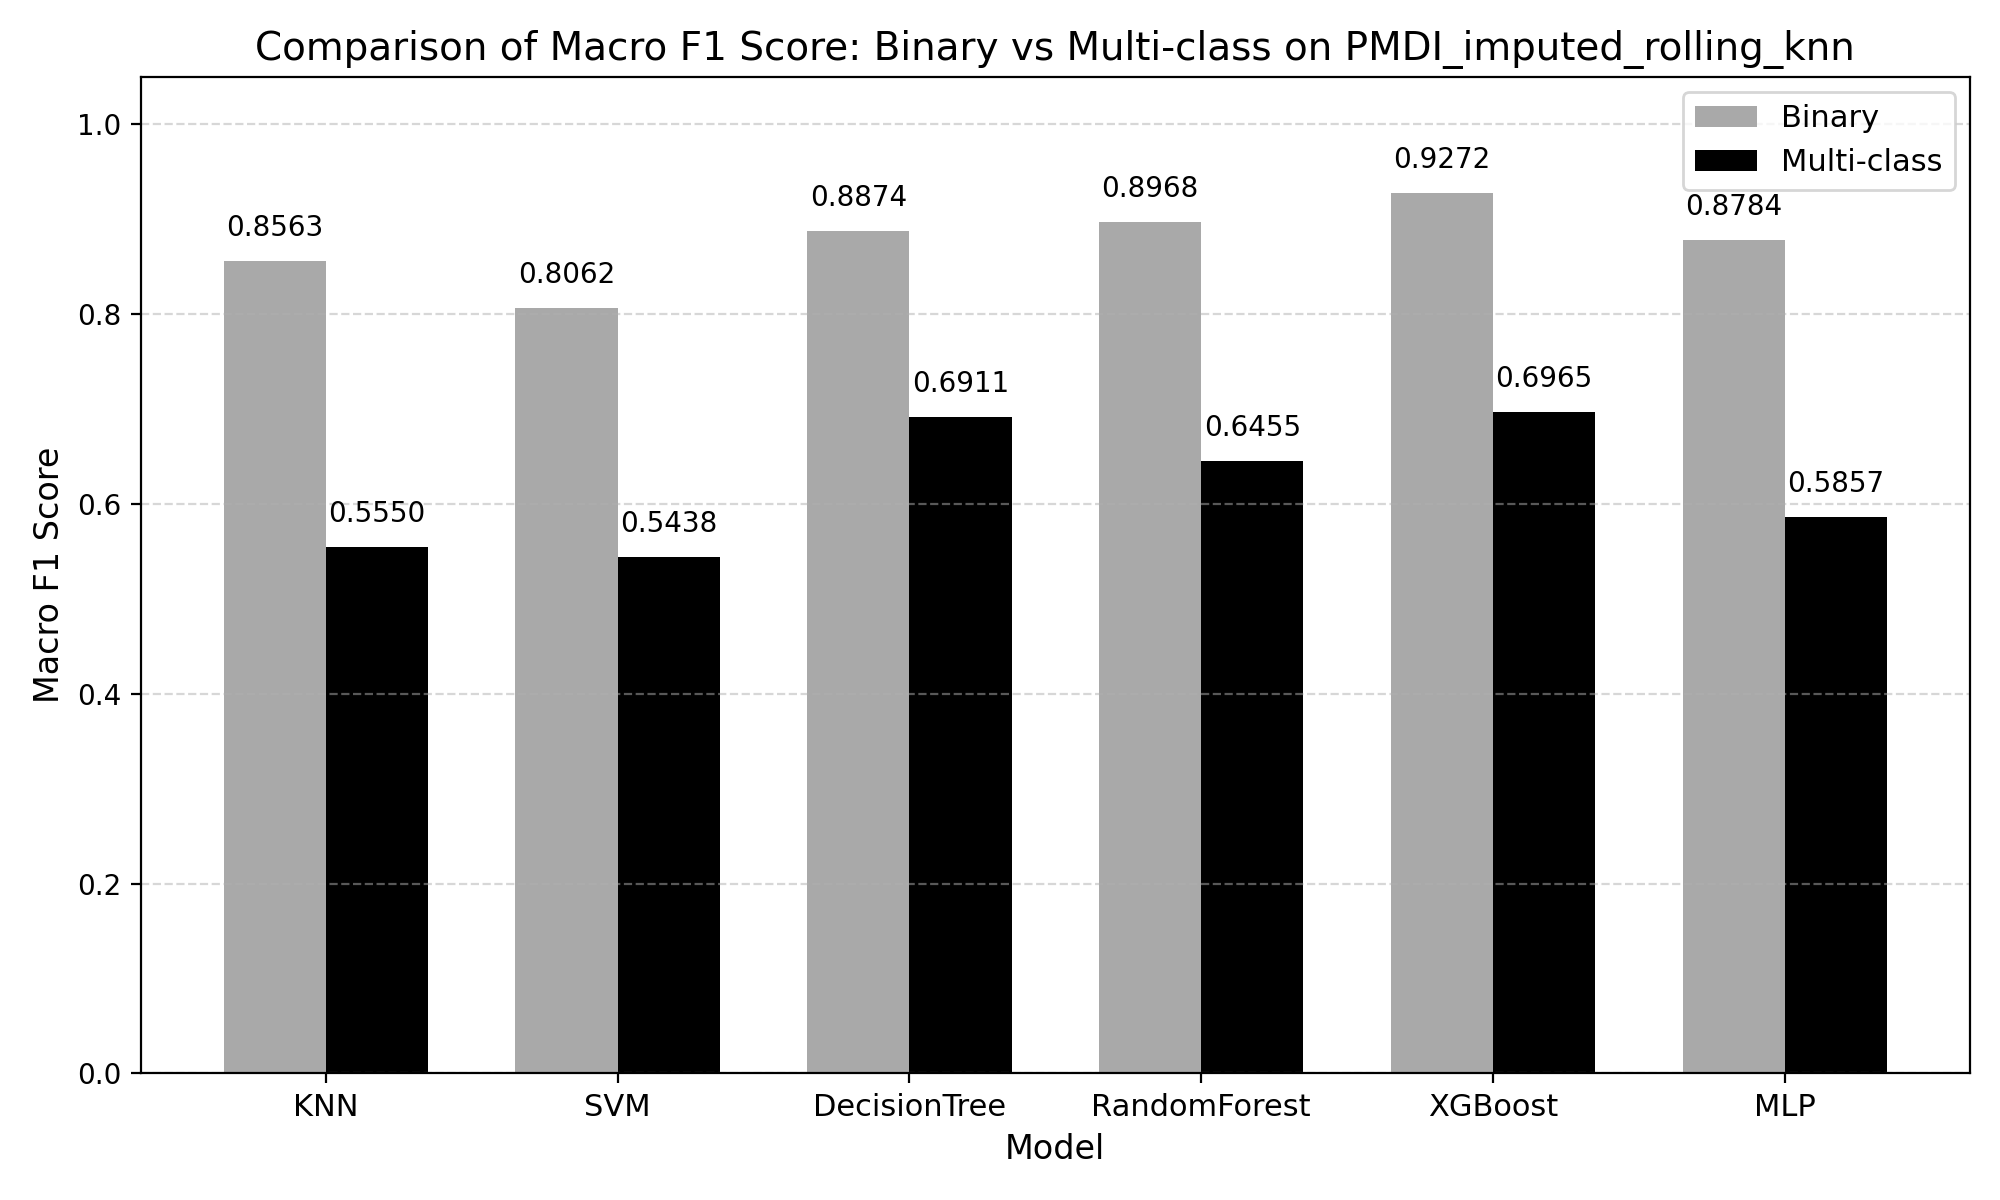 Comparison of Macro F1 Score: Binary vs Multi-class on PMDI_imputed_rolling_knn
Macro F1 Score
1.0
0.8
0.6
0.4
0.2
0.0
Binary
Multi-class
0.8563
0.5550
0.8062
0.5438
0.8874
0.6911
0.8968
0.6455
0.9272
0.6965
0.8784
0.5857
KNN
SVM
DecisionTree
RandomForest
XGBoost
MLP
Model